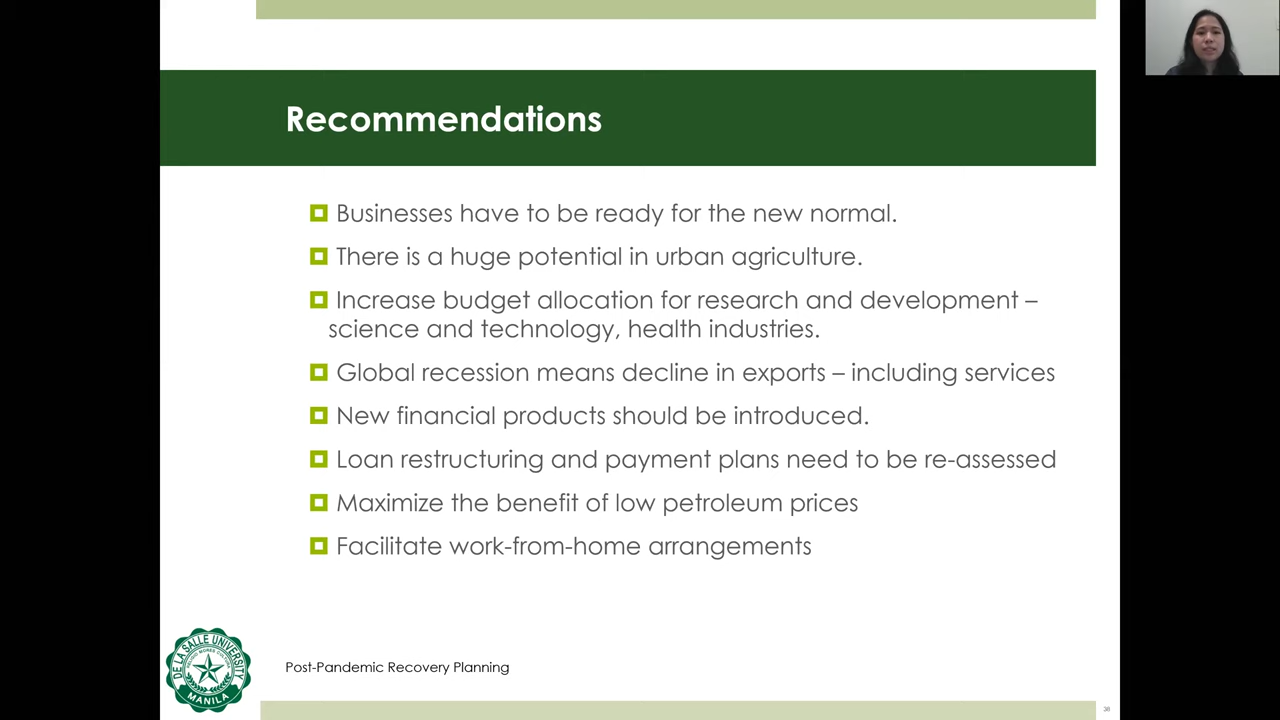 Recommendations
Businesses have to be ready for the new normal.
There is a huge potential in urban agriculture.
Increase budget allocation for research and development –
science and technology, health industries.
Global recession means decline in exports – including services
New financial products should be introduced.
Loan restructuring and payment plans need to be re-assessed
Maximize the benefit of low petroleum prices
Facilitate work-from-home arrangements
DE LA SALLE UNIVERSITY
MANILA
Post-Pandemic Recovery Planning
38